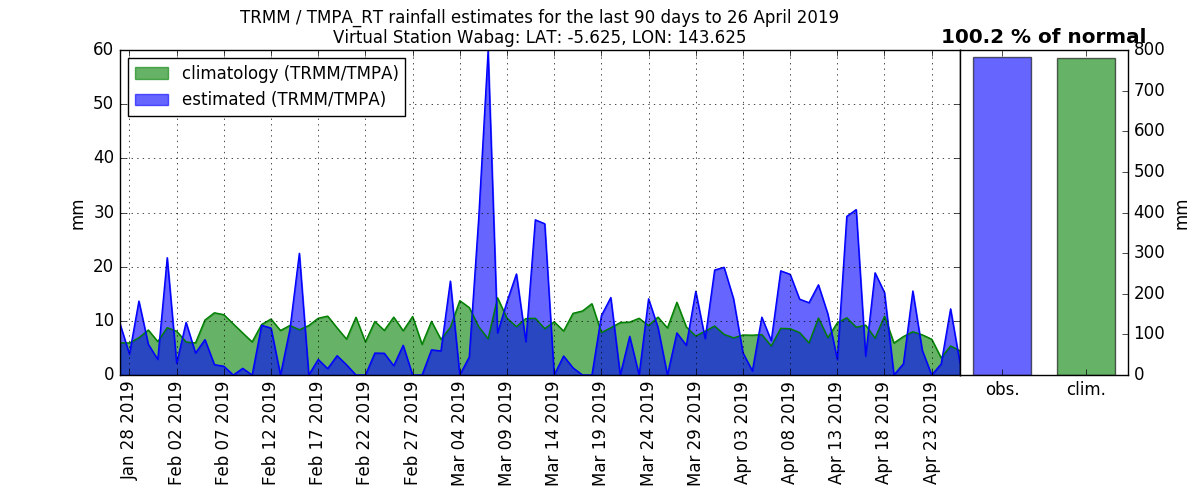 TRMM / TMPA_RT rainfall estimates for the last 90 days to 26 April 2019
Virtual Station Wabag: LAT: -5.625, LON: 143.625
100.2 % of normal
climatology (TRMM/TMPA)
estimated (TRMM/TMPA)
60
50
40
30
20
10
0
mm
Jan 28 2019
Feb 02 2019
Feb 07 2019
Feb 12 2019
Feb 17 2019
Feb 22 2019
Feb 27 2019
Mar 04 2019
Mar 09 2019
Mar 14 2019
Mar 19 2019
Mar 24 2019
Mar 29 2019
Apr 03 2019
Apr 08 2019
Apr 13 2019
Apr 18 2019
Apr 23 2019
800
700
600
500
400
300
200
100
0
mm
obs.
clim.